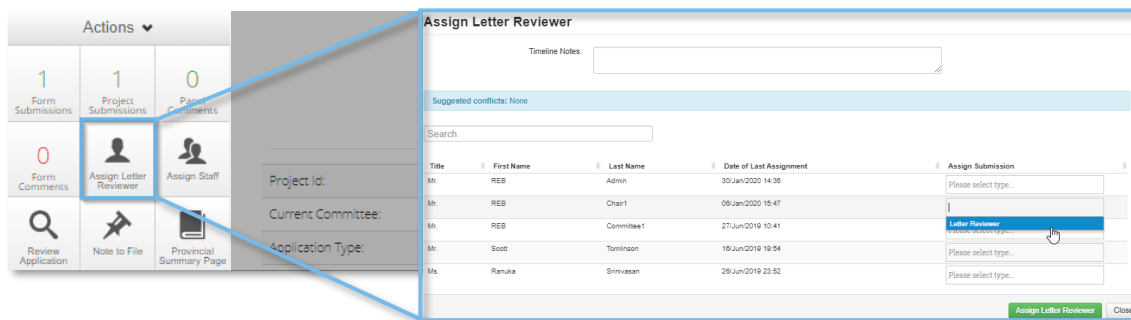 Actions
1
Form
Submissions
1
Project
Submissions
0
Panel
Comments
0
Form
Comments
Assign Letter
Reviewer
Assign Staff
Review
Application
Note to File
Provincial
Summary Page
Project Id:
Current Committee:
Application Type:
Assign Letter Reviewer
Timeline Notes:
Suggested conflicts: None
Search
Title First Name Last Name Date of Last Assignment Assign Submission
Mr. REB Admin 30/Jan/2020 14:36 Please select type...
Mr. REB Chair1 06/Jan/2020 15:47
Mr. REB Committee1 27/Jun/2019 10:41 Letter Reviewer
Please select type...
Mr. Scott Tomlinson 16/Jun/2019 19:54 Please select type...
Ms. Ranuka Srinivasan 26/Jun/2019 23:52 Please select type...
Assign Letter Reviewer Close